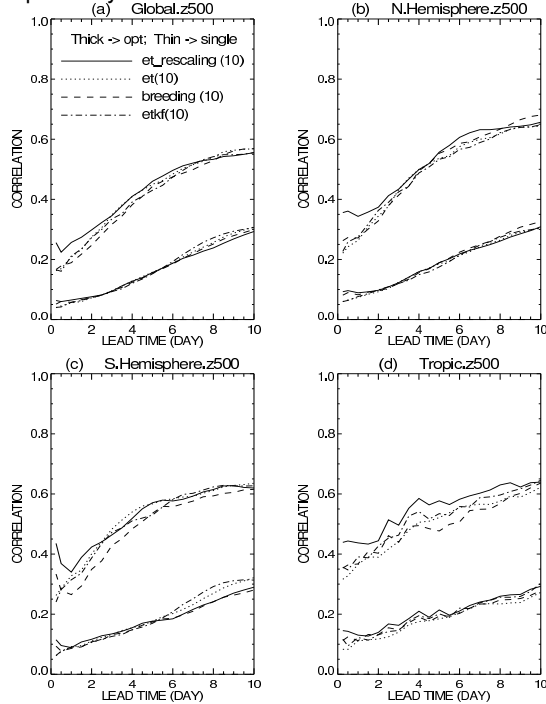 (a) Global.z500
Thick -> opt; Thin -> single
et_rescaling (10)
et(10)
breeding (10)
etkf(10)
CORRELATION
1.0
0.8
0.6
0.4
0.2
0.0
0 2 4 6 8 10
LEAD TIME (DAY)
(b) N.Hemisphere.z500
CORRELATION
1.0
0.8
0.6
0.4
0.2
0.0
0 2 4 6 8 10
LEAD TIME (DAY)
(c) S.Hemisphere.z500
CORRELATION
1.0
0.8
0.6
0.4
0.2
0.0
0 2 4 6 8 10
LEAD TIME (DAY)
(d) Tropic.z500
CORRELATION
1.0
0.8
0.6
0.4
0.2
0.0
0 2 4 6 8 10
LEAD TIME (DAY)